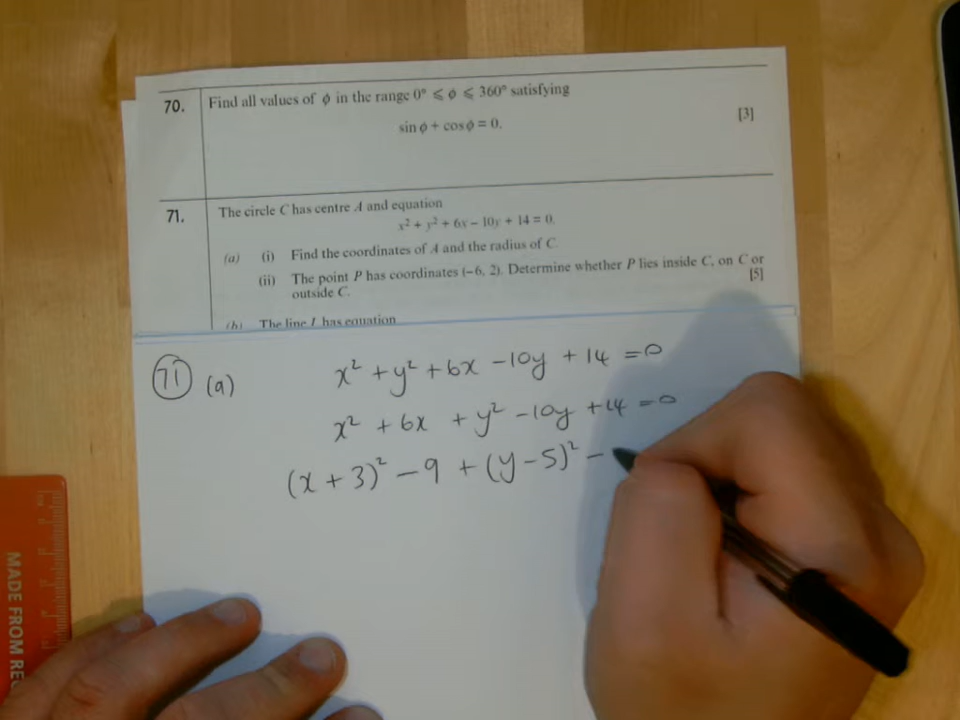 70. Find all values of ϕ in the range 0° ⩽ ϕ ⩽ 360° satisfying
sin ϕ + cos ϕ = 0.
[3]
71. The circle C has centre A and equation
x² + y² + 6x − 10y + 14 = 0.
(a) (i) Find the coordinates of A and the radius of C.
(ii) The point P has coordinates (−6, 2). Determine whether P lies inside C, on C or
outside C.
[5]
(b) The line L has equation
71 (a) x² + y² + 6x − 10y + 14 = 0
x² + 6x + y² − 10y + 14 = 0
(x + 3)² − 9 + (y − 5)² −
MADE FROM REC